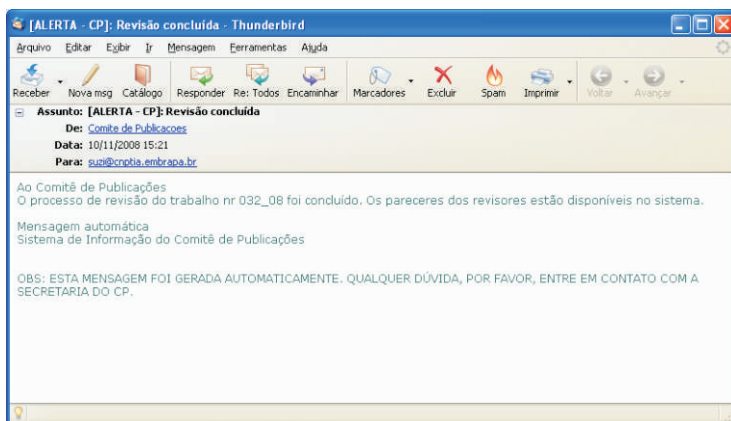 [ALERTA - CP]: Revisão concluída - Thunderbird
Arquivo Editar Exibir Ir Mensagem Ferramentas Ajuda
Receber Nova msg Catálogo Responder Re: Todos Encaminhar Marcadores Excluir Spam Imprimir Voltar Avançar
Assunto: [ALERTA - CP]: Revisão concluída
De: Comite de Publicacoes
Data: 10/11/2008 15:21
Para: suzi@cnptia.embrapa.br
Ao Comitê de Publicações
O processo de revisão do trabalho nr 032_08 foi concluído. Os pareceres dos revisores estão disponíveis no sistema.
Mensagem automática
Sistema de Informação do Comitê de Publicações
OBS: ESTA MENSAGEM FOI GERADA AUTOMATICAMENTE. QUALQUER DÚVIDA, POR FAVOR, ENTRE EM CONTATO COM A
SECRETARIA DO CP.